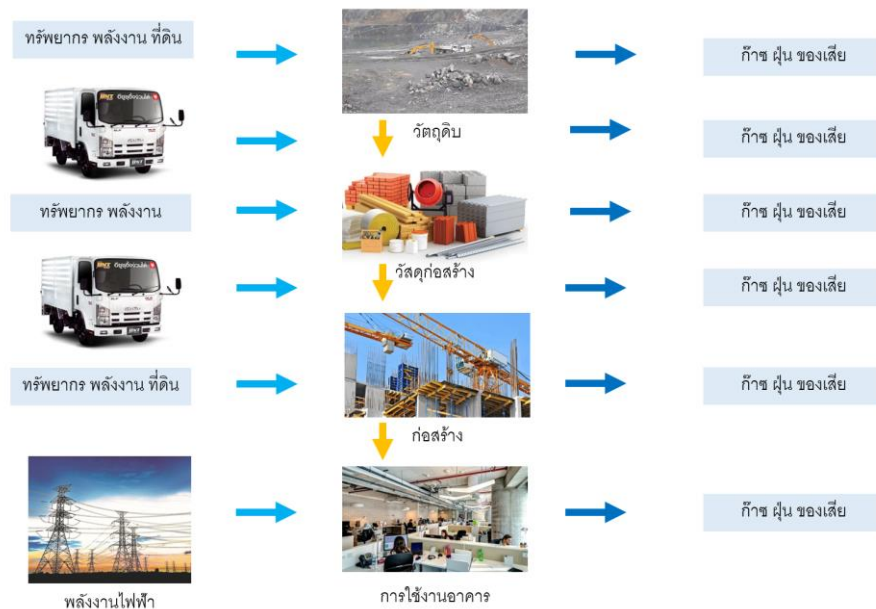 ทรัพยากร พลังงาน ที่ดิน
ก๊าซ ฝุ่น ของเสีย
วัตถุดิบ
ก๊าซ ฝุ่น ของเสีย
ทรัพยากร พลังงาน
ก๊าซ ฝุ่น ของเสีย
วัสดุก่อสร้าง
ก๊าซ ฝุ่น ของเสีย
ทรัพยากร พลังงาน ที่ดิน
ก๊าซ ฝุ่น ของเสีย
ก่อสร้าง
ก๊าซ ฝุ่น ของเสีย
พลังงานไฟฟ้า
การใช้งานอาคาร